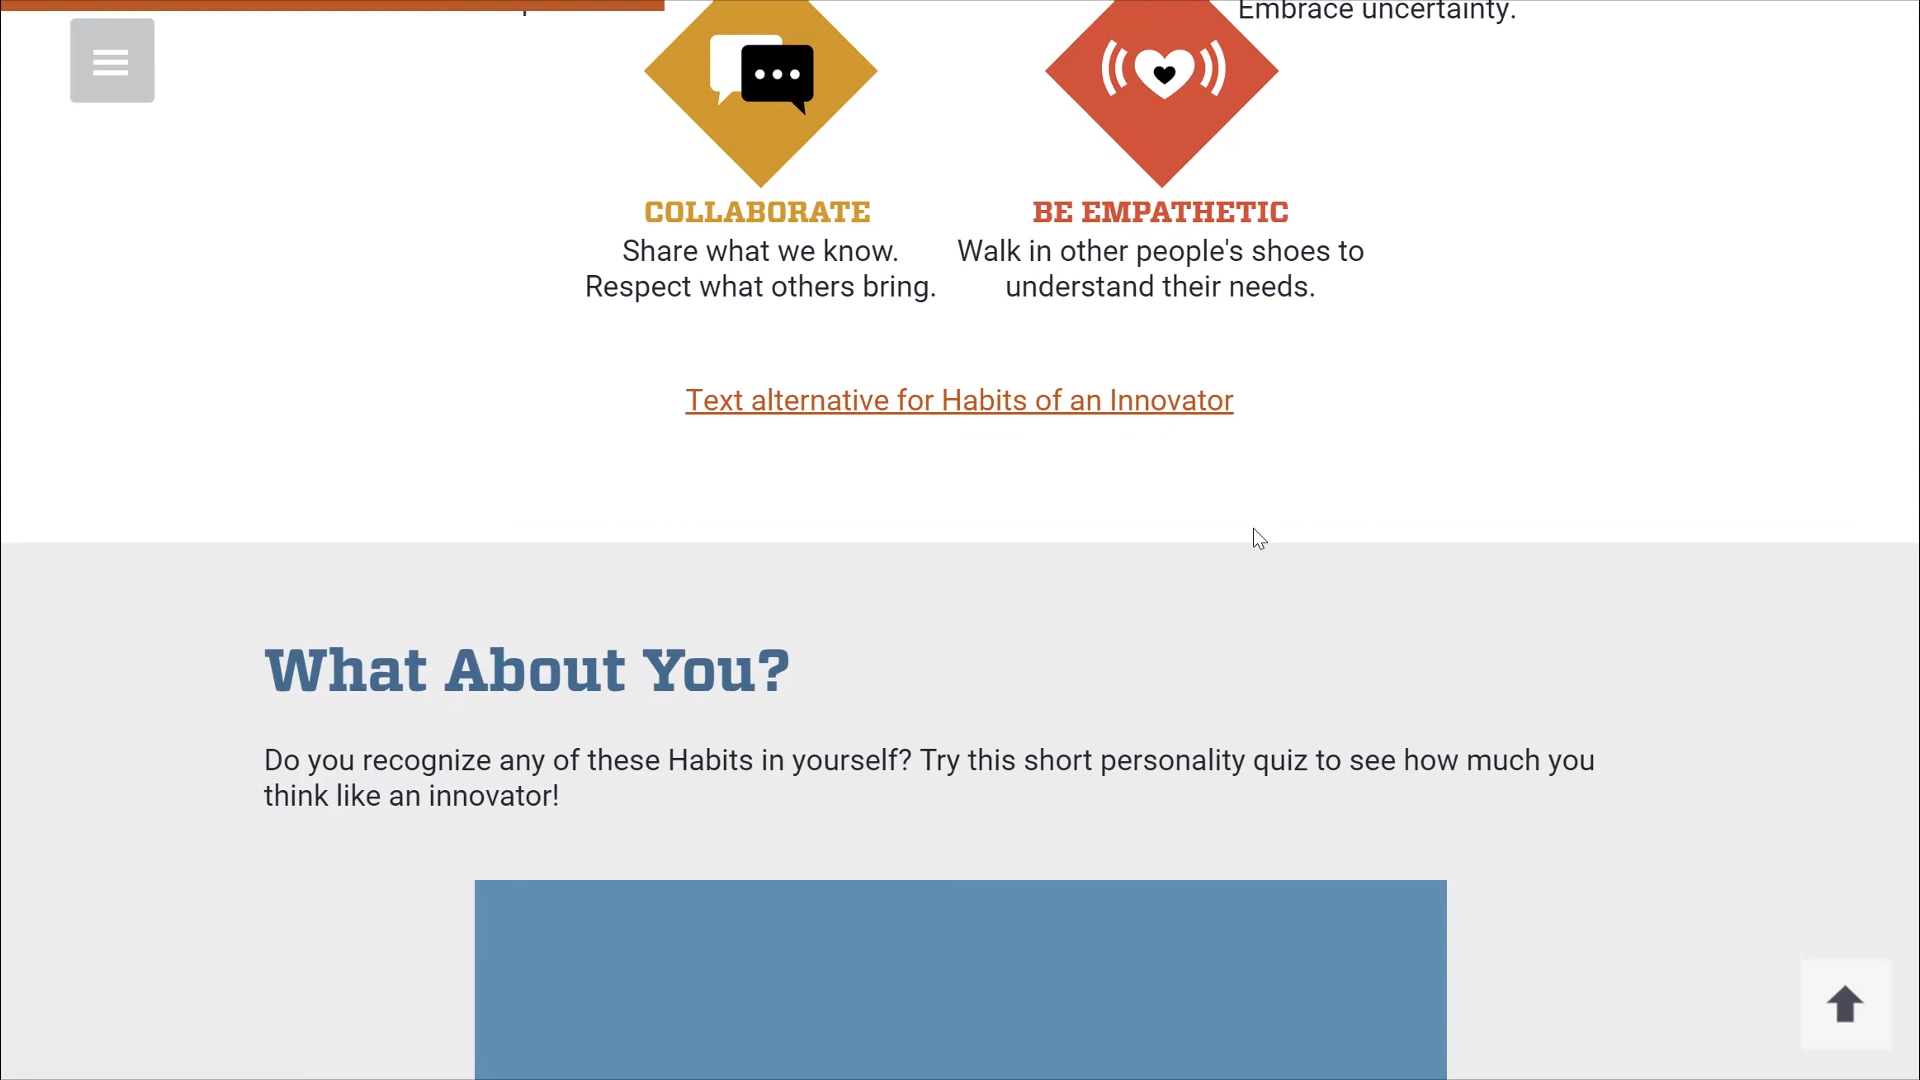 Embrace uncertainty.
COLLABORATE
Share what we know.
Respect what others bring.
BE EMPATHETIC
Walk in other people's shoes to
understand their needs.
Text alternative for Habits of an Innovator
What About You?
Do you recognize any of these Habits in yourself? Try this short personality quiz to see how much you
think like an innovator!